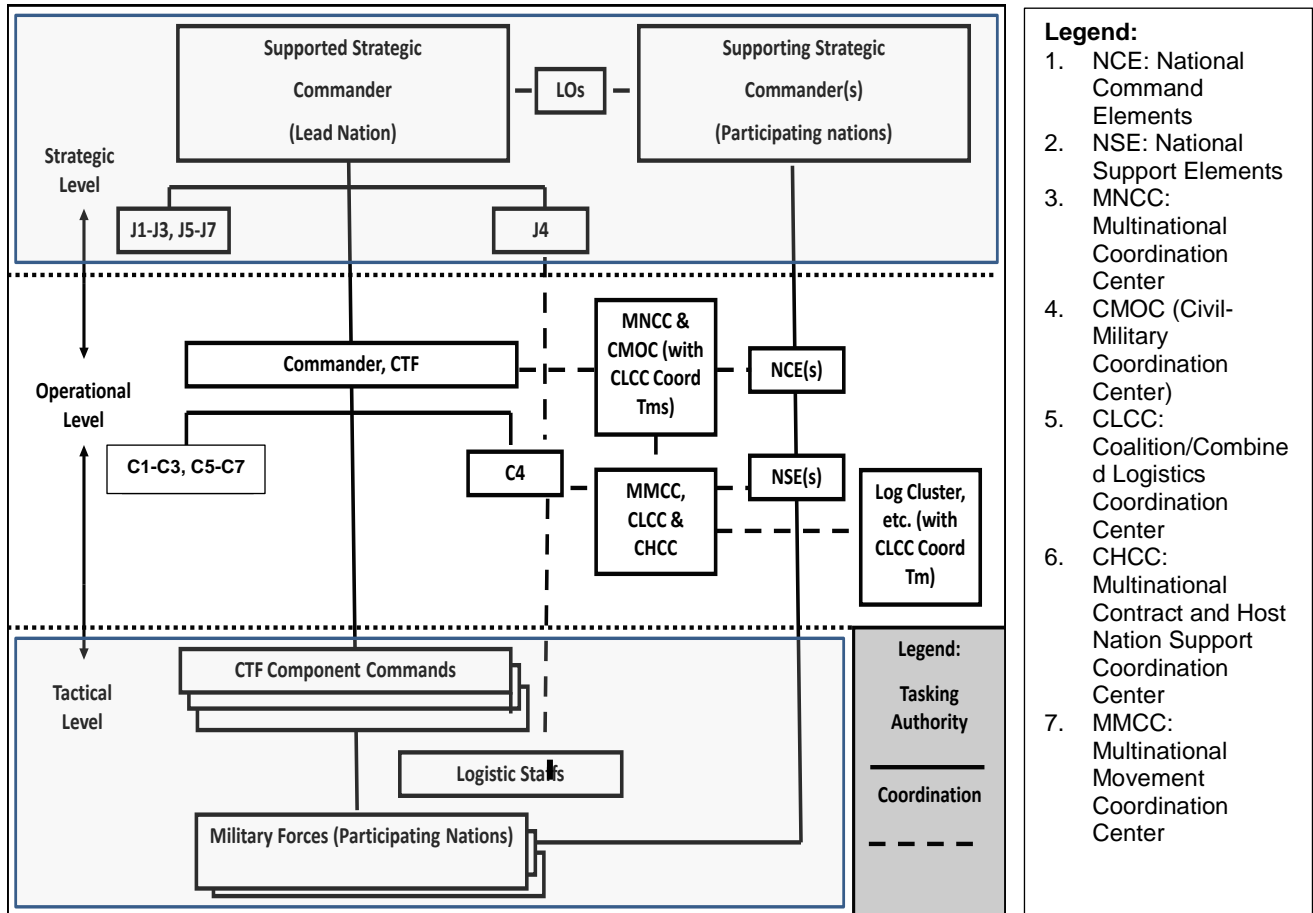 Supported Strategic
Commander
(Lead Nation)
LOs
Supporting Strategic
Commander(s)
(Participating nations)
Strategic
Level
J1-J3, J5-J7
J4
Commander, CTF
MNCC &
CMOC (with
CLCC Coord
Tms)
NCE(s)
Operational
Level
C1-C3, C5-C7
C4
MMCC,
CLCC &
CHCC
NSE(s)
Log Cluster,
etc. (with
CLCC Coord
Tm)
Tactical
Level
CTF Component Commands
Logistic Staffs
Military Forces (Participating Nations)
Legend:
Tasking
Authority
Coordination
Legend:
1. NCE: National
Command
Elements
2. NSE: National
Support Elements
3. MNCC:
Multinational
Coordination
Center
4. CMOC (Civil-
Military
Coordination
Center)
5. CLCC:
Coalition/Combine
d Logistics
Coordination
Center
6. CHCC:
Multinational
Contract and Host
Nation Support
Coordination
Center
7. MMCC:
Multinational
Movement
Coordination
Center